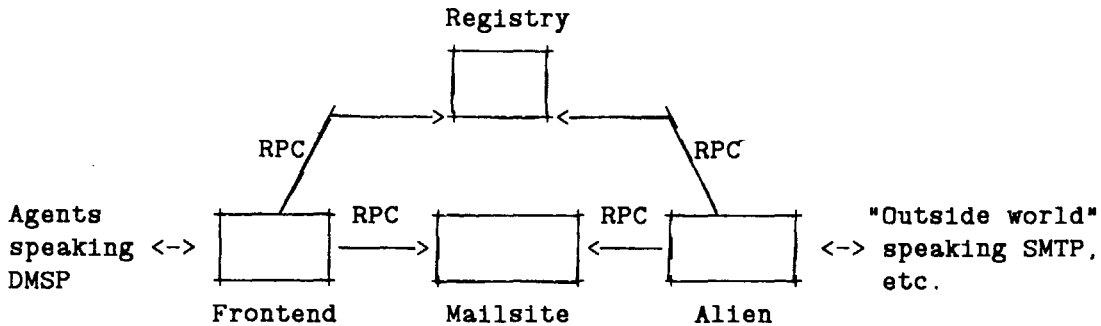 Registry
RPC RPC
Agents speaking DMSP
<->
RPC RPC
<->
"Outside world" speaking SMTP, etc.
Frontend Mailsite Alien